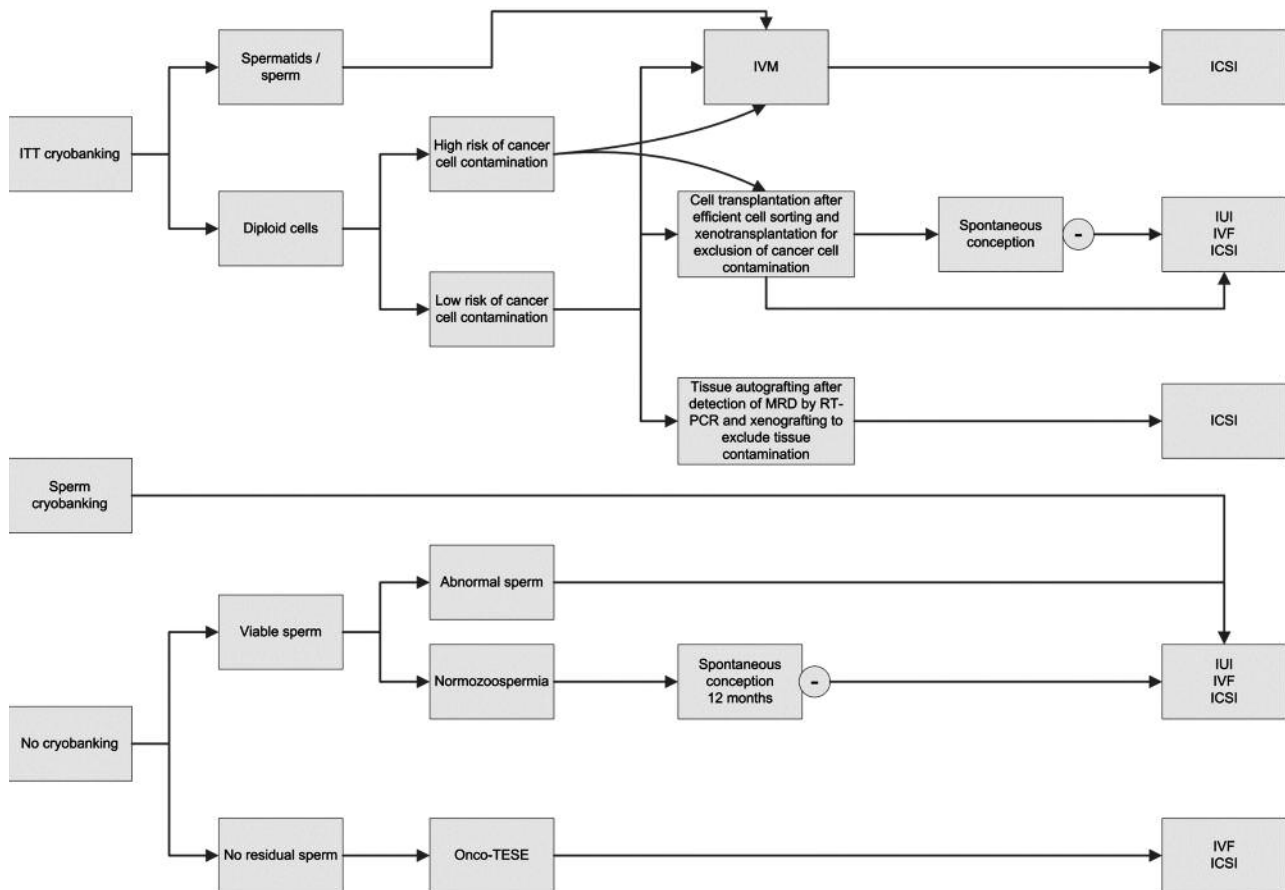 Spermatids /
sperm
IVM
ICSI
ITT cryobanking
High risk of cancer
cell contamination
Diploid cells
Cell transplantation after
efficient cell sorting and
xenotransplantation for
exclusion of cancer cell
contamination
Spontaneous
conception
-
IUI
IVF
ICSI
Low risk of cancer
cell contamination
Tissue autografting after
detection of MRD by RT-
PCR and xenografting to
exclude tissue
contamination
ICSI
Sperm
cryobanking
Abnormal sperm
Viable sperm
Normozoospermia
Spontaneous
conception
12 months
-
IUI
IVF
ICSI
No cryobanking
No residual sperm
Onco-TESE
IVF
ICSI